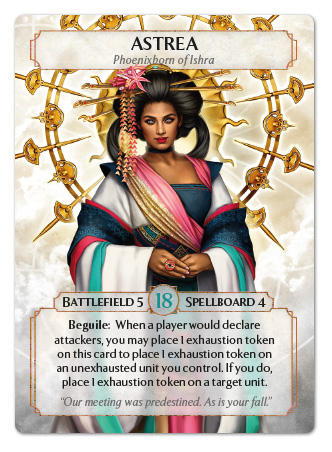 ASTREA
Phoenixborn of Ishra
BATTLEFIELD 5 18 SPELLBOARD 4
Beguile: When a player would declare
attackers, you may place 1 exhaustion token
on this card to place 1 exhaustion token on
an unexhausted unit you control. If you do,
place 1 exhaustion token on a target unit.
“Our meeting was predestined. As is your fall.”